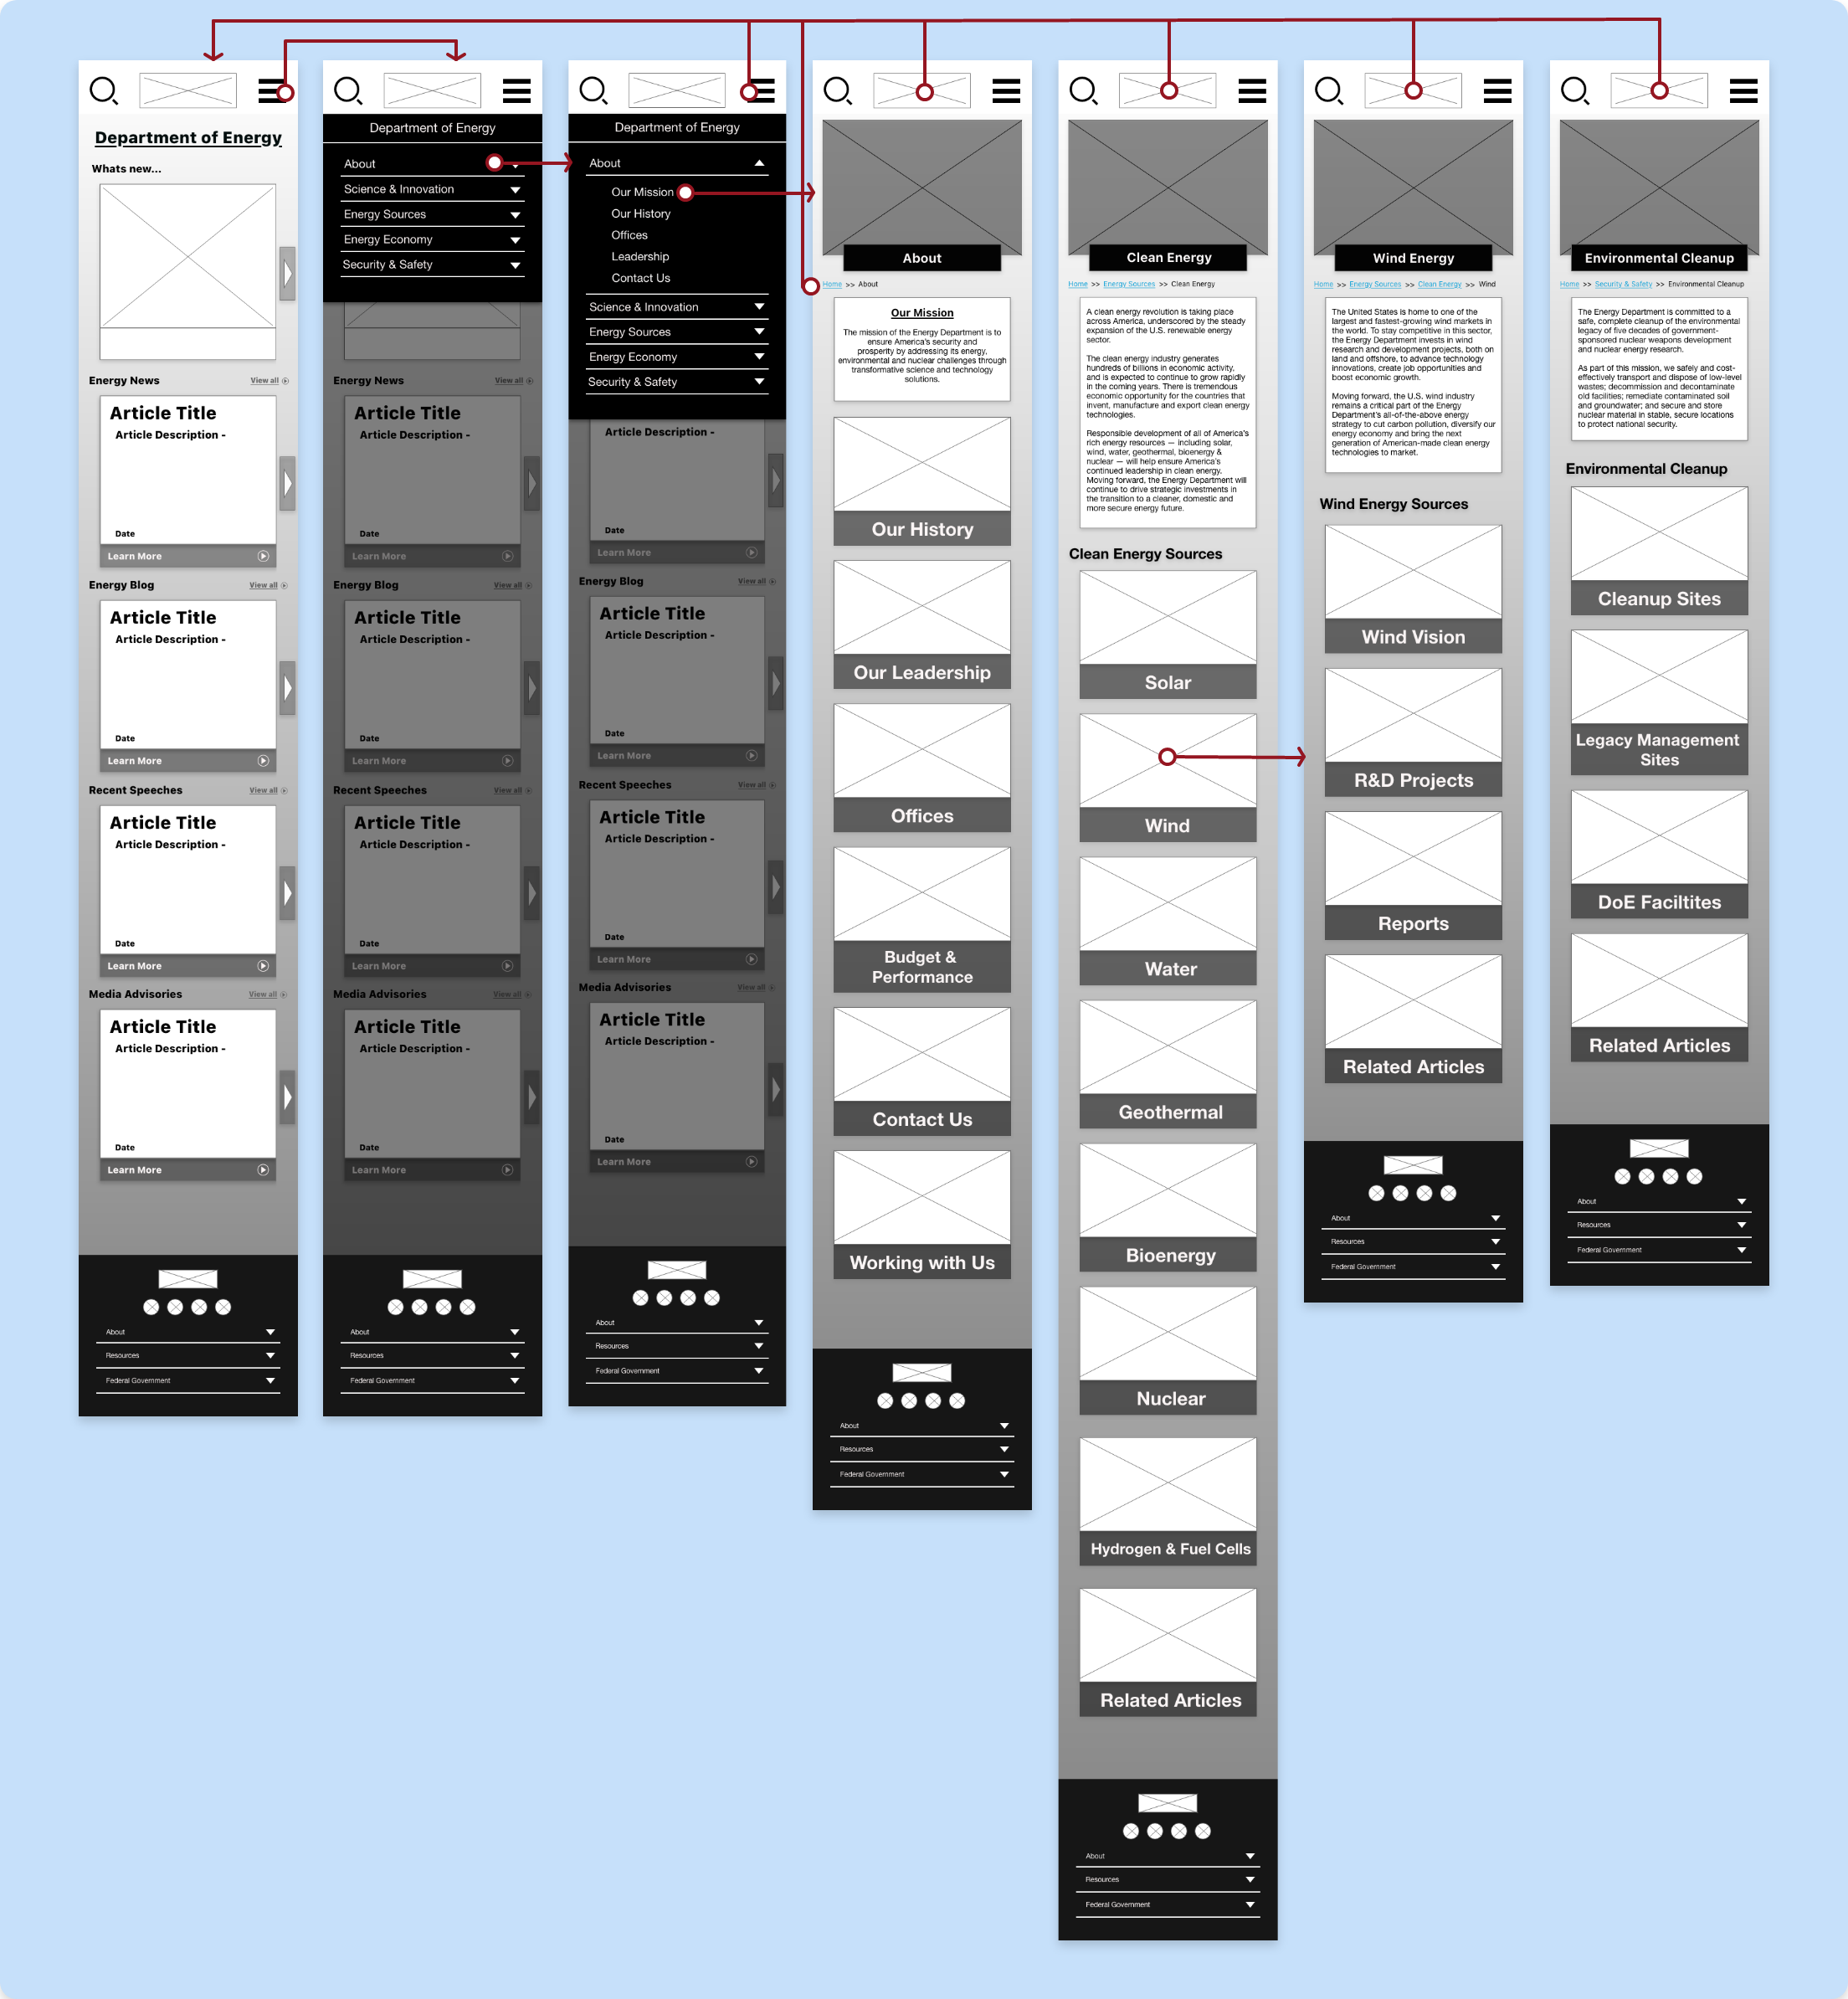 Department of Energy
Whats new...
Energy News
View all
Article Title
Article Description -
Date
Learn More
Energy Blog
View all
Article Title
Article Description -
Date
Learn More
Recent Speeches
View all
Article Title
Article Description -
Date
Learn More
Media Advisories
View all
Article Title
Article Description -
Date
Learn More
About
Resources
Federal Government
Department of Energy
About
Science & Innovation
Energy Sources
Energy Economy
Security & Safety
Energy News
View all
Article Title
Article Description -
Date
Learn More
Energy Blog
View all
Article Title
Article Description -
Date
Learn More
Recent Speeches
View all
Article Title
Article Description -
Date
Learn More
Media Advisories
View all
Article Title
Article Description -
Date
Learn More
About
Resources
Federal Government
Department of Energy
About
Our Mission
Our History
Offices
Leadership
Contact Us
Science & Innovation
Energy Sources
Energy Economy
Security & Safety
Article Description -
Date
Learn More
Energy Blog
View all
Article Title
Article Description -
Date
Learn More
Recent Speeches
View all
Article Title
Article Description -
Date
Learn More
Media Advisories
View all
Article Title
Article Description -
Date
Learn More
About
Resources
Federal Government
About
Home >> About
Our Mission
The mission of the Energy Department is to
ensure America's security and
prosperity by addressing its energy,
environmental and nuclear challenges through
transformative science and technology
solutions.
Our History
Our Leadership
Offices
Budget &
Performance
Contact Us
Working with Us
About
Resources
Federal Government
Clean Energy
Home >> Energy Sources >> Clean Energy
A clean energy revolution is taking place
across America, underscored by the steady
expansion of the U.S. renewable energy
sector.
The clean energy industry generates
hundreds of billions in economic activity,
and is expected to continue to grow rapidly
in the coming years. There is tremendous
economic opportunity for the countries that
invent, manufacture and export clean energy
technologies.
Responsible development of all of America's
rich energy resources — including solar,
wind, water, geothermal, bioenergy &
nuclear — will help ensure America's
continued leadership in clean energy.
Moving forward, the Energy Department will
continue to drive strategic investments in
the transition to a cleaner, domestic and
more secure energy future.
Clean Energy Sources
Solar
Wind
Water
Geothermal
Bioenergy
Nuclear
Hydrogen & Fuel Cells
Related Articles
About
Resources
Federal Government
Wind Energy
Home >> Energy Sources >> Clean Energy >> Wind
The United States is home to one of the
largest and fastest-growing wind markets in
the world. To stay competitive in this sector,
the Energy Department invests in wind
research and development projects, both on
land and offshore, to advance technology
innovations, create job opportunities and
boost economic growth.
Moving forward, the U.S. wind industry
remains a critical part of the Energy
Department's all-of-the-above energy
strategy to cut carbon pollution, diversify our
energy economy and bring the next
generation of American-made clean energy
technologies to market.
Wind Energy Sources
Wind Vision
R&D Projects
Reports
Related Articles
About
Resources
Federal Government
Environmental Cleanup
Home >> Security & Safety >> Environmental Cleanup
The Energy Department is committed to a
safe, complete cleanup of the environmental
legacy of five decades of government-
sponsored nuclear weapons development
and nuclear energy research.
As part of this mission, we safely and cost-
effectively transport and dispose of low-level
wastes; decommission and decontaminate
old facilities; remediate contaminated soil
and groundwater; and secure and store
nuclear material in stable, secure locations
to protect national security.
Environmental Cleanup
Cleanup Sites
Legacy Management
Sites
DoE Faciltites
Related Articles
About
Resources
Federal Government